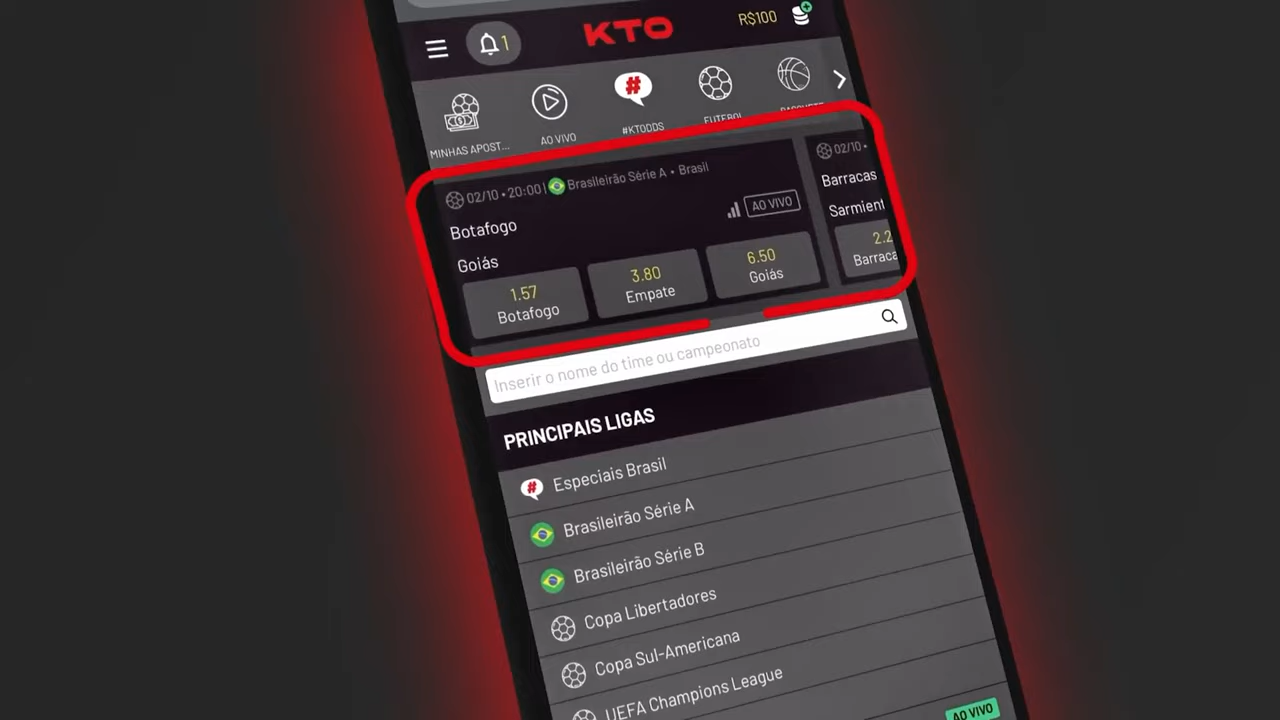 1
KTO
R$100
MINHAS APOST...
AO VIVO
#KTODDS
FUTEBOL
02/10 • 20:00 | Brasileirão Série A • Brasil
Botafogo
AO VIVO
Goiás
1.57
Botafogo
3.80
Empate
6.50
Goiás
02/10 •
Barracas
Sarmient
2.2
Barraca
Inserir o nome do time ou campeonato
PRINCIPAIS LIGAS
# Especiais Brasil
Brasileirão Série A
Brasileirão Série B
Copa Libertadores
Copa Sul-Americana
UEFA Champions League
AO VIVO